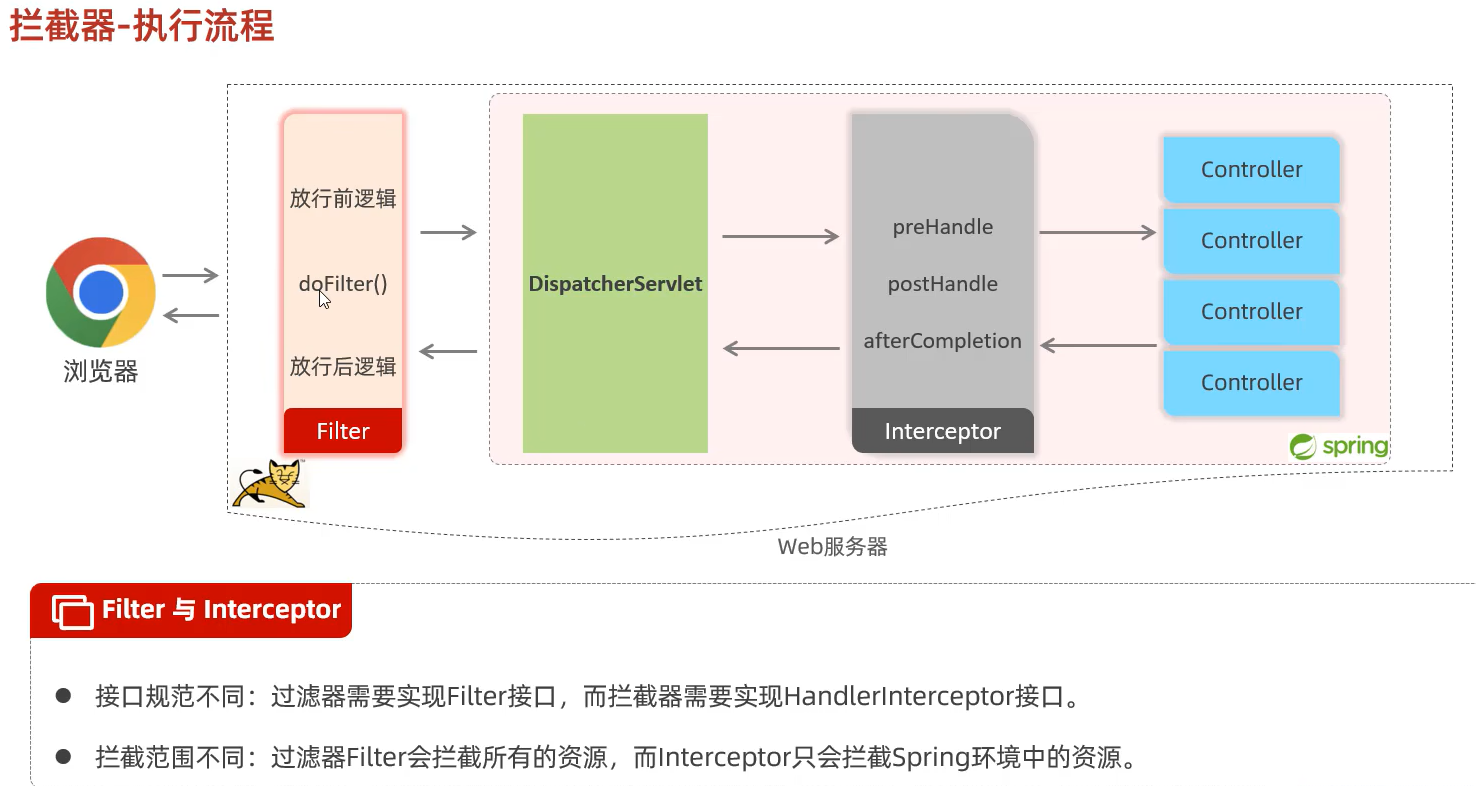 拦截器-执行流程
放行前逻辑
doFilter()
放行后逻辑
Filter
DispatcherServlet
preHandle
postHandle
afterCompletion
Interceptor
Controller
Controller
Controller
Controller
浏览器
spring
Web服务器
Filter 与 Interceptor
接口规范不同：过滤器需要实现Filter接口，而拦截器需要实现HandlerInterceptor接口。
拦截范围不同：过滤器Filter会拦截所有的资源，而Interceptor只会拦截Spring环境中的资源。